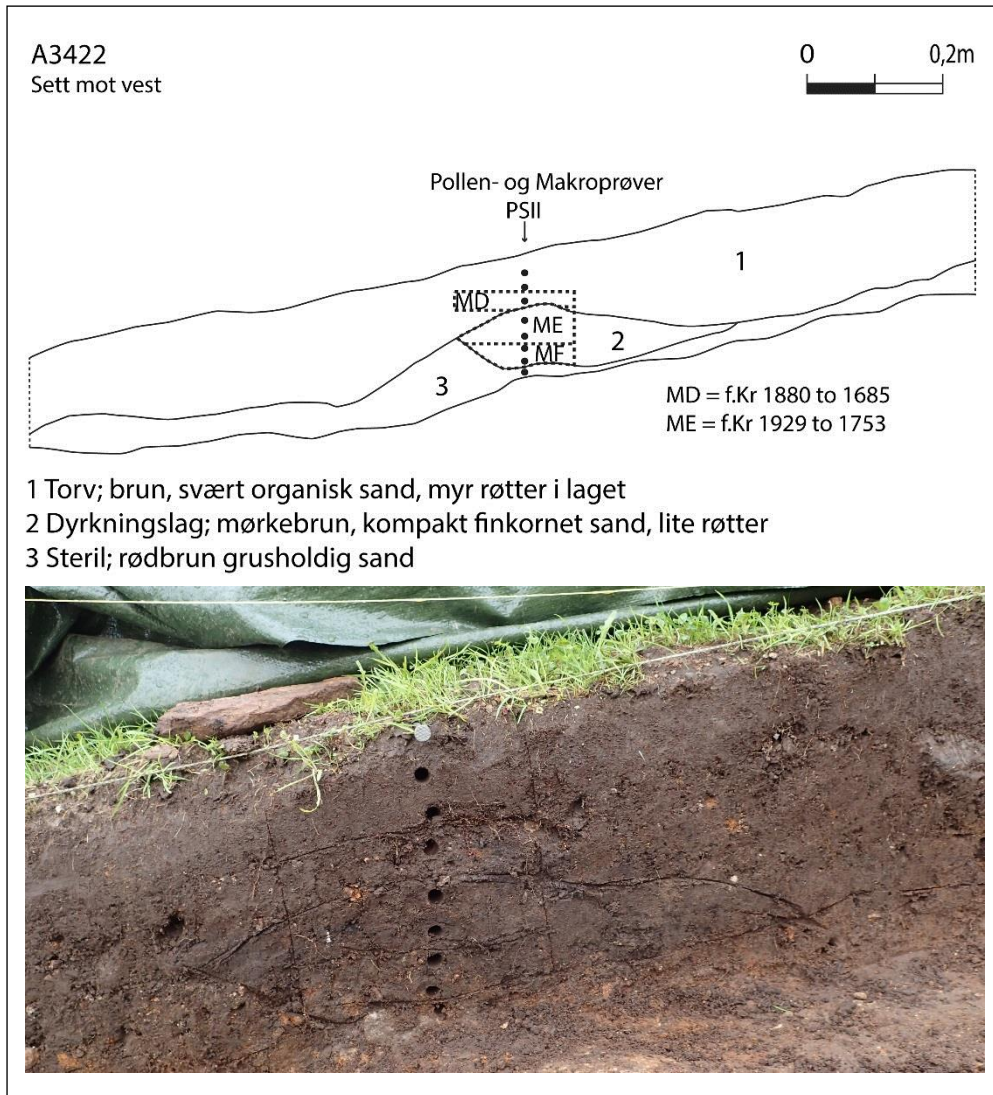 A3422
Sett mot vest
0 0,2m
Pollen- og Makroprøver
PSII
1
MD
ME
2
MF
3
MD = f.Kr 1880 to 1685
ME = f.Kr 1929 to 1753
1 Torv; brun, svært organisk sand, myr røtter i laget
2 Dyrkningslag; mørkebrun, kompakt finkornet sand, lite røtter
3 Steril; rødbrun grusholdig sand